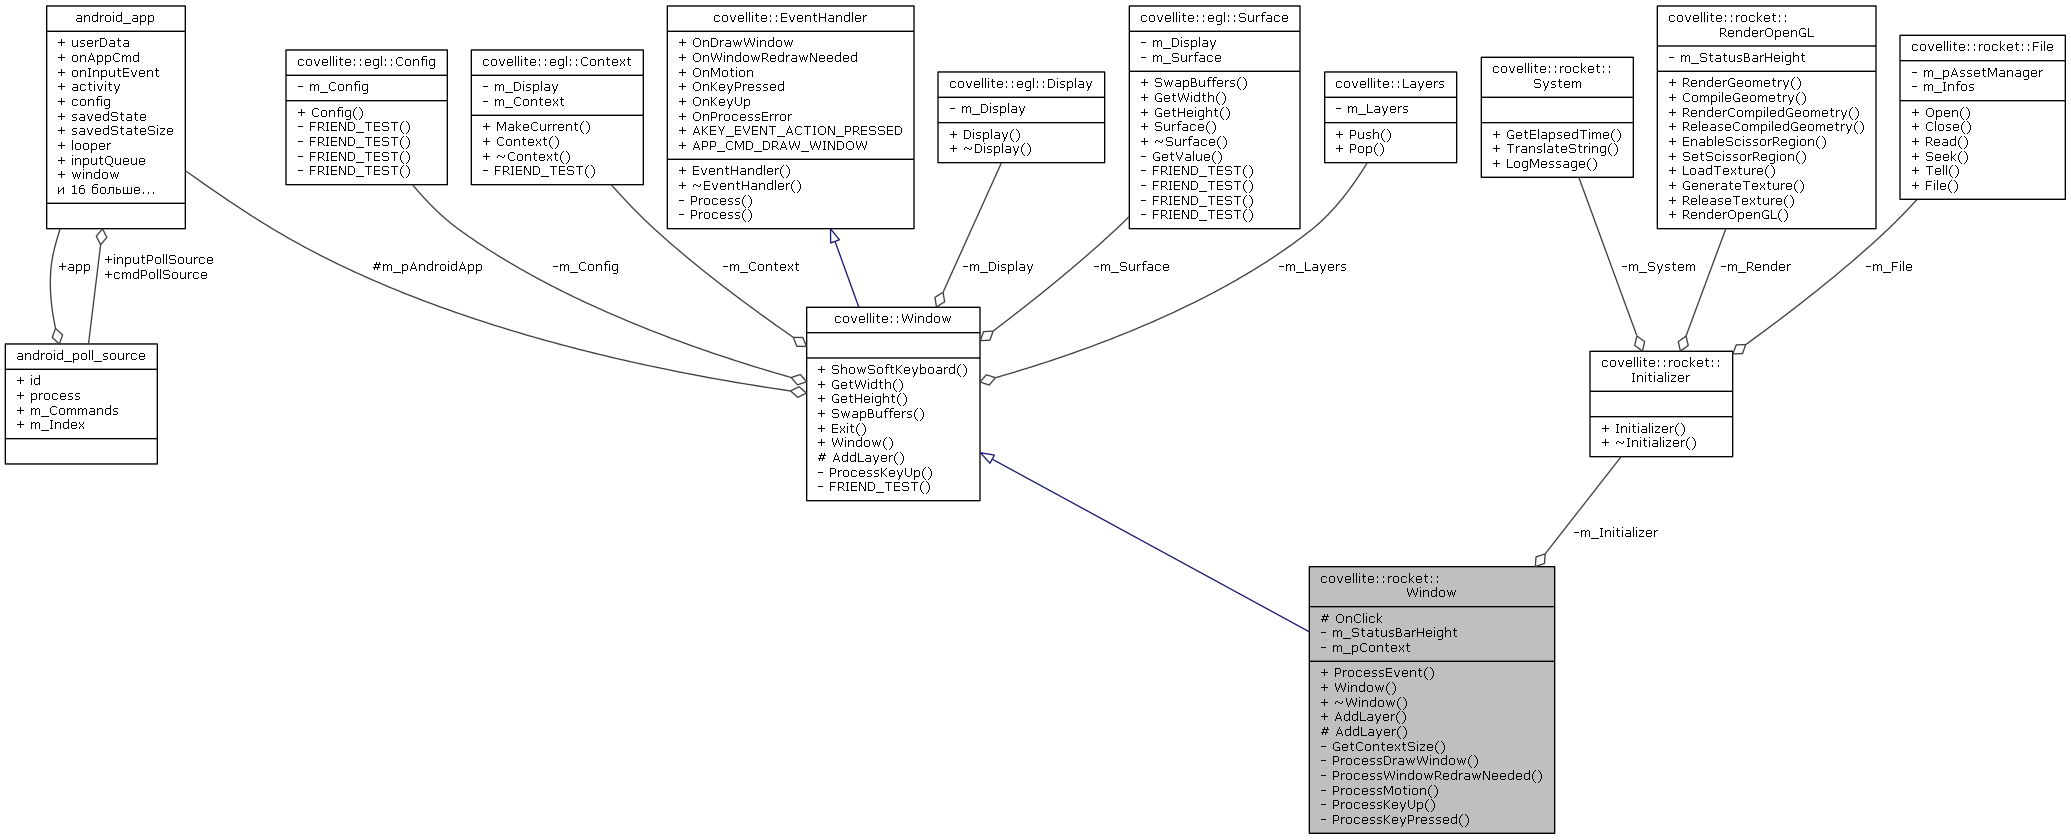 android_app
+ userData
+ onAppCmd
+ onInputEvent
+ activity
+ config
+ savedState
+ savedStateSize
+ looper
+ inputQueue
+ window
и 16 больше...
covellite::egl::Config
- m_Config
+ Config()
- FRIEND_TEST()
- FRIEND_TEST()
- FRIEND_TEST()
- FRIEND_TEST()
covellite::egl::Context
- m_Display
- m_Context
+ MakeCurrent()
+ Context()
+ ~Context()
- FRIEND_TEST()
covellite::EventHandler
+ OnDrawWindow
+ OnWindowRedrawNeeded
+ OnMotion
+ OnKeyPressed
+ OnKeyUp
+ OnProcessError
+ AKEY_EVENT_ACTION_PRESSED
+ APP_CMD_DRAW_WINDOW
+ EventHandler()
+ ~EventHandler()
- Process()
- Process()
covellite::egl::Display
- m_Display
+ Display()
+ ~Display()
covellite::egl::Surface
- m_Display
- m_Surface
+ SwapBuffers()
+ GetWidth()
+ GetHeight()
+ Surface()
+ ~Surface()
- GetValue()
- FRIEND_TEST()
- FRIEND_TEST()
- FRIEND_TEST()
- FRIEND_TEST()
covellite::Layers
- m_Layers
+ Push()
+ Pop()
covellite::rocket::
System
+ GetElapsedTime()
+ TranslateString()
+ LogMessage()
covellite::rocket::
RenderOpenGL
- m_StatusBarHeight
+ RenderGeometry()
+ CompileGeometry()
+ RenderCompiledGeometry()
+ ReleaseCompiledGeometry()
+ EnableScissorRegion()
+ SetScissorRegion()
+ LoadTexture()
+ GenerateTexture()
+ ReleaseTexture()
+ RenderOpenGL()
covellite::rocket::File
- m_pAssetManager
- m_Infos
+ Open()
+ Close()
+ Read()
+ Seek()
+ Tell()
+ File()
+app
+inputPollSource
+cmdPollSource
#m_pAndroidApp
-m_Config
-m_Context
-m_Display
-m_Surface
-m_Layers
-m_System
-m_Render
-m_File
android_poll_source
+ id
+ process
+ m_Commands
+ m_Index
covellite::Window
+ ShowSoftKeyboard()
+ GetWidth()
+ GetHeight()
+ SwapBuffers()
+ Exit()
+ Window()
# AddLayer()
- ProcessKeyUp()
- FRIEND_TEST()
covellite::rocket::
Initializer
+ Initializer()
+ ~Initializer()
-m_Initializer
covellite::rocket::
Window
# OnClick
- m_StatusBarHeight
- m_pContext
+ ProcessEvent()
+ Window()
+ ~Window()
+ AddLayer()
# AddLayer()
- GetContextSize()
- ProcessDrawWindow()
- ProcessWindowRedrawNeeded()
- ProcessMotion()
- ProcessKeyUp()
- ProcessKeyPressed()